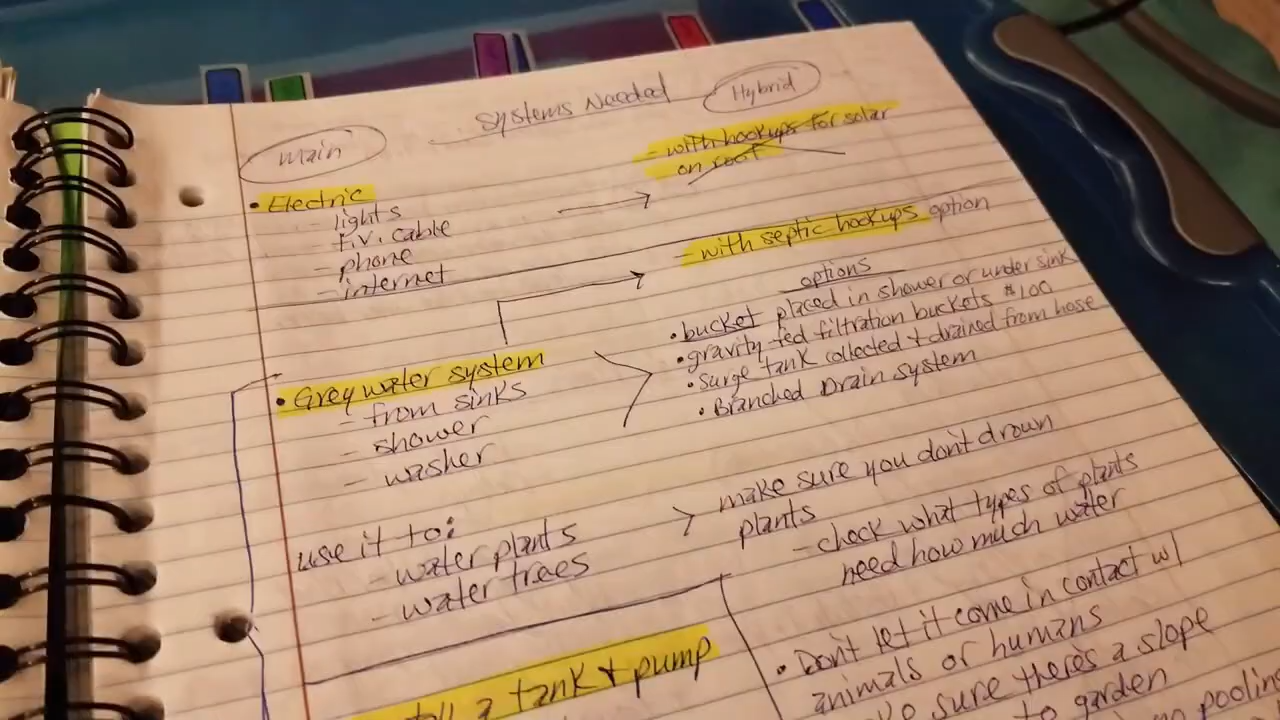 Systems Needed
Main
Hybrid
- with hookups for solar
on roof
• Electric
- lights
- T.V. cable
- phone
- internet
- with septic hookups option
options
• bucket placed in shower or under sink
• gravity-fed filtration buckets $100
• surge tank collected + drained from hose
• Branched Drain system
• Grey water system
- from sinks
- shower
- washer
use it to:
- water plants
- water trees
> make sure you don't drown
plants
- check what types of plants
need how much water
a tank + pump
• Don't let it come in contact w/
animals or humans
sure there's a slope
to garden
pooling